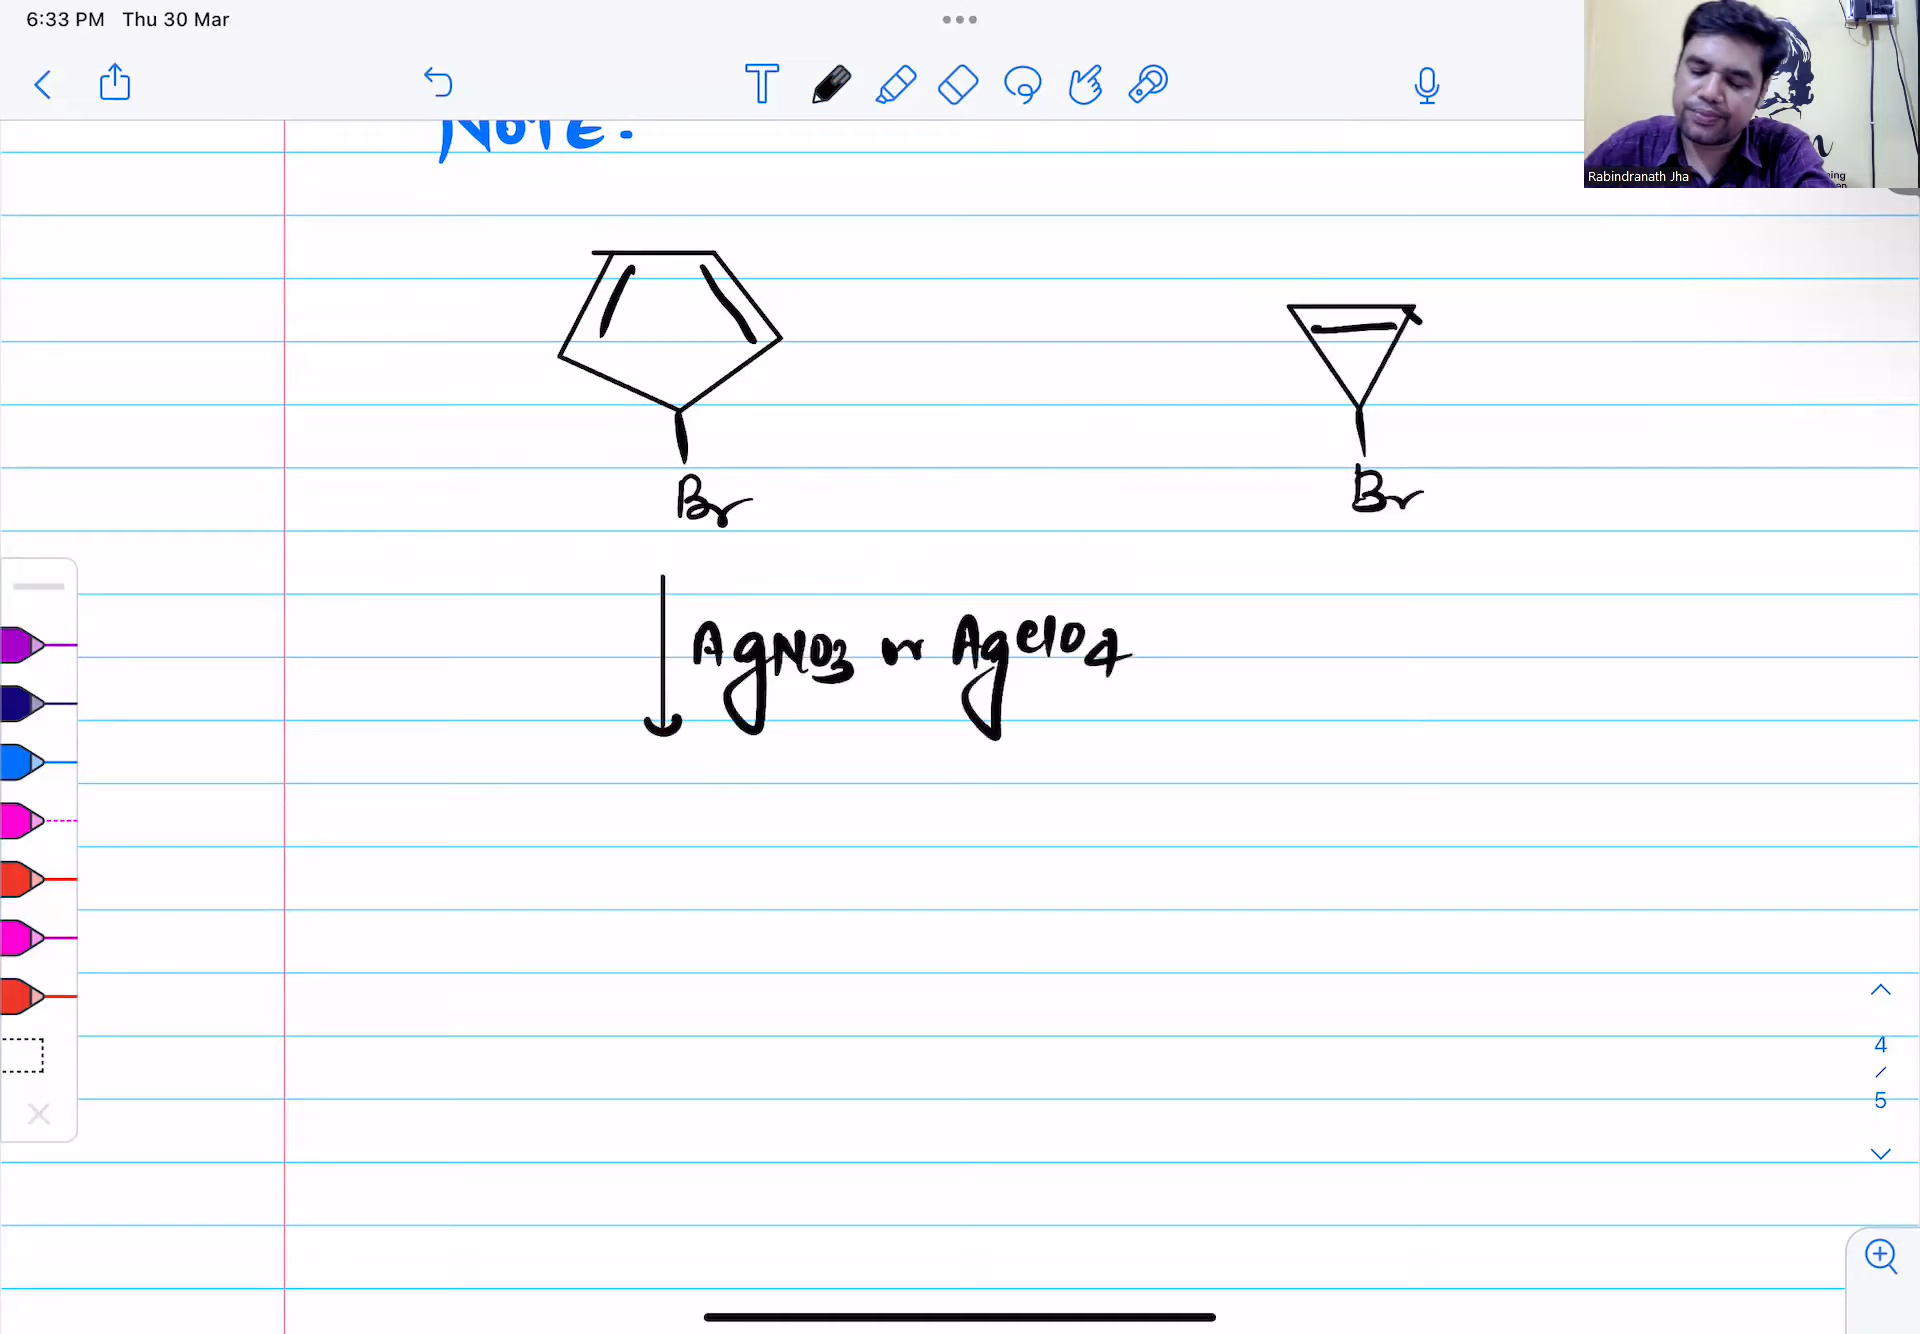 6:33 PM Thu 30 Mar
Rabindranath Jha
NOTE:
Br
Br
AgNO3 or AgClO4
4
/
5